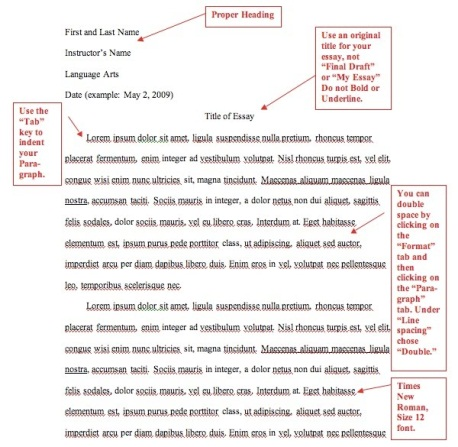 Proper Heading
First and Last Name
Instructor's Name
Language Arts
Date (example: May 2, 2009)
Use an original
title for your
essay, not
"Final Draft"
or "My Essay"
Do not Bold or
Underline.
Title of Essay
Use the
"Tab"
key to
indent
your
Para-
graph.
Lorem ipsum dolor sit amet, ligula suspendisse nulla pretium, rhoncus tempor
placerat fermentum, enim integer ad vestibulum volutpat. Nisl rhoncus turpis est, vel elit,
congue wisi enim nunc ultricies sit, magna tincidunt. Maecenas aliquam maecenas ligula
nostra, accumsan taciti. Sociis mauris in integer, a dolor netus non dui aliquet, sagittis
felis sodales, dolor sociis mauris, vel eu libero cras. Interdum at. Eget habitasse
elementum est, ipsum purus pede porttitor class, ut adipiscing, aliquet sed auctor,
imperdiet arcu per diam dapibus libero duis. Enim eros in vel, volutpat nec pellentesque
leo, temporibus scelerisque nec.
You can
double
space by
clicking on
the
"Format"
tab and
then
clicking on
the "Para-
graph"
tab. Under
"Line
spacing"
chose
"Double."
Lorem ipsum dolor sit amet, ligula suspendisse nulla pretium, rhoncus tempor
placerat fermentum, enim integer ad vestibulum volutpat. Nisl rhoncus turpis est, vel elit,
congue wisi enim nunc ultricies sit, magna tincidunt. Maecenas aliquam maecenas ligula
nostra, accumsan taciti. Sociis mauris in integer, a dolor netus non dui aliquet, sagittis
felis sodales, dolor sociis mauris, vel eu libero cras. Interdum at. Eget habitasse
elementum est, ipsum purus pede porttitor class, ut adipiscing, aliquet sed auctor,
imperdiet arcu per diam dapibus libero duis. Enim eros in vel, volutpat nec pellentesque
Times
New
Roman,
Size 12
font.